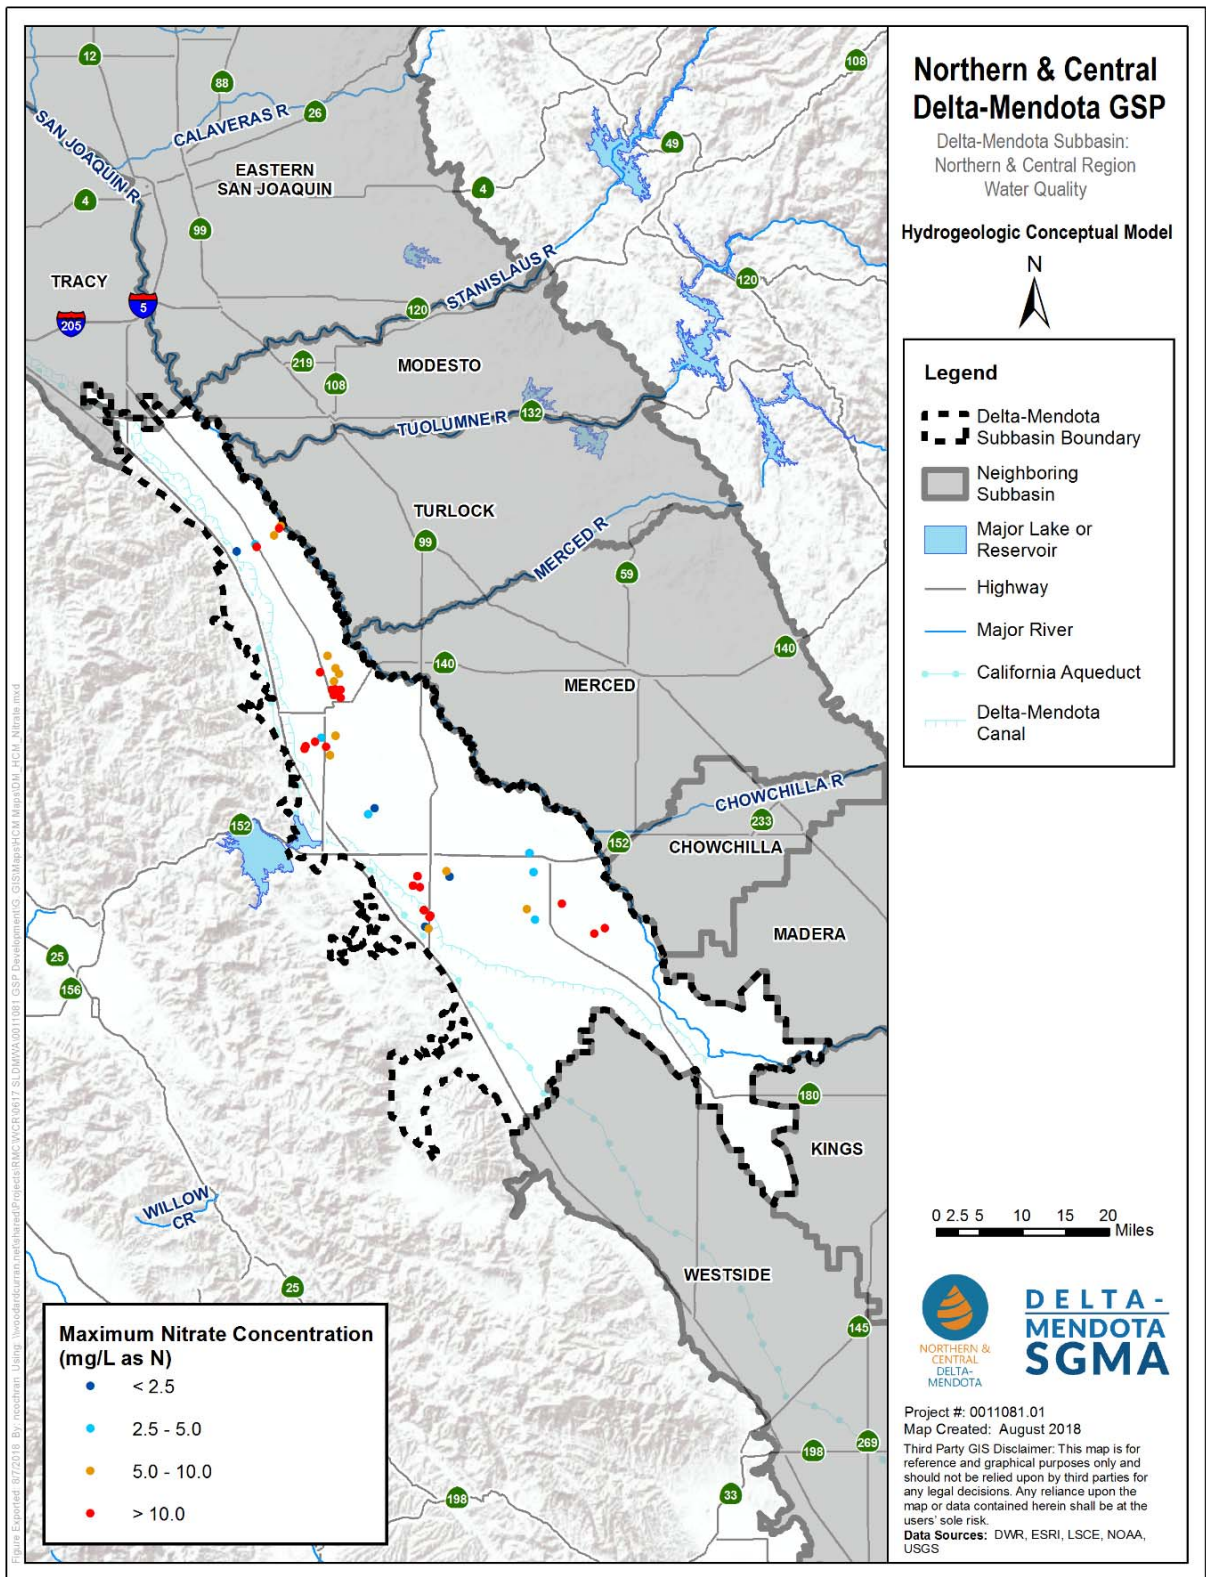 Northern & Central
Delta-Mendota GSP
Delta-Mendota Subbasin:
Northern & Central Region
Water Quality
Hydrogeologic Conceptual Model
N
Legend
Delta-Mendota
Subbasin Boundary
Neighboring
Subbasin
Major Lake or
Reservoir
Highway
Major River
California Aqueduct
Delta-Mendota
Canal
0 2.5 5 10 15 20
Miles
NORTHERN &
CENTRAL
DELTA-
MENDOTA
DELTA-
MENDOTA
SGMA
Project #: 0011081.01
Map Created: August 2018
Third Party GIS Disclaimer: This map is for
reference and graphical purposes only and
should not be relied upon by third parties for
any legal decisions. Any reliance upon the
map or data contained herein shall be at the
users' sole risk.
Data Sources: DWR, ESRI, LSCE, NOAA,
USGS
12
88
26
108
49
CALAVERAS R
SAN JOAQUIN R
EASTERN
SAN JOAQUIN
4
4
99
TRACY
5
205
STANISLAUS R
120
120
219
108
MODESTO
132
TUOLUMNE R
TURLOCK
99
MERCED R
59
140
140
MERCED
CHOWCHILLA R
233
152
152
CHOWCHILLA
MADERA
25
156
180
KINGS
WILLOW
CR
25
WESTSIDE
145
198
269
33
198
Maximum Nitrate Concentration
(mg/L as N)
< 2.5
2.5 - 5.0
5.0 - 10.0
> 10.0